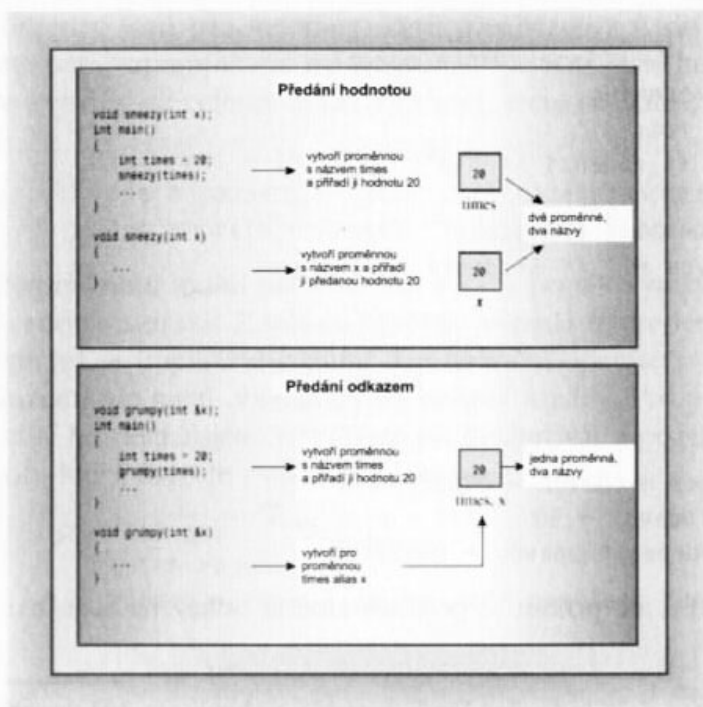 Předání hodnotou
void sneezy(int x);
int main()
{
int times = 20;
sneezy(times);
...
}
void sneezy(int x)
{
...
}
vytvoří proměnnou
s názvem times
a přiřadí ji hodnotu 20
20
times
dvě proměnné,
dva názvy
vytvoří proměnnou
s názvem x a přiřadí
ji předanou hodnotu 20
20
x
Předání odkazem
void grumpy(int &x);
int main()
{
int times = 20;
grumpy(times);
...
}
void grumpy(int &x)
{
...
}
vytvoří proměnnou
s názvem times
a přiřadí ji hodnotu 20
20
times, x
jedna proměnná,
dva názvy
vytvoří pro
proměnnou
times alias x